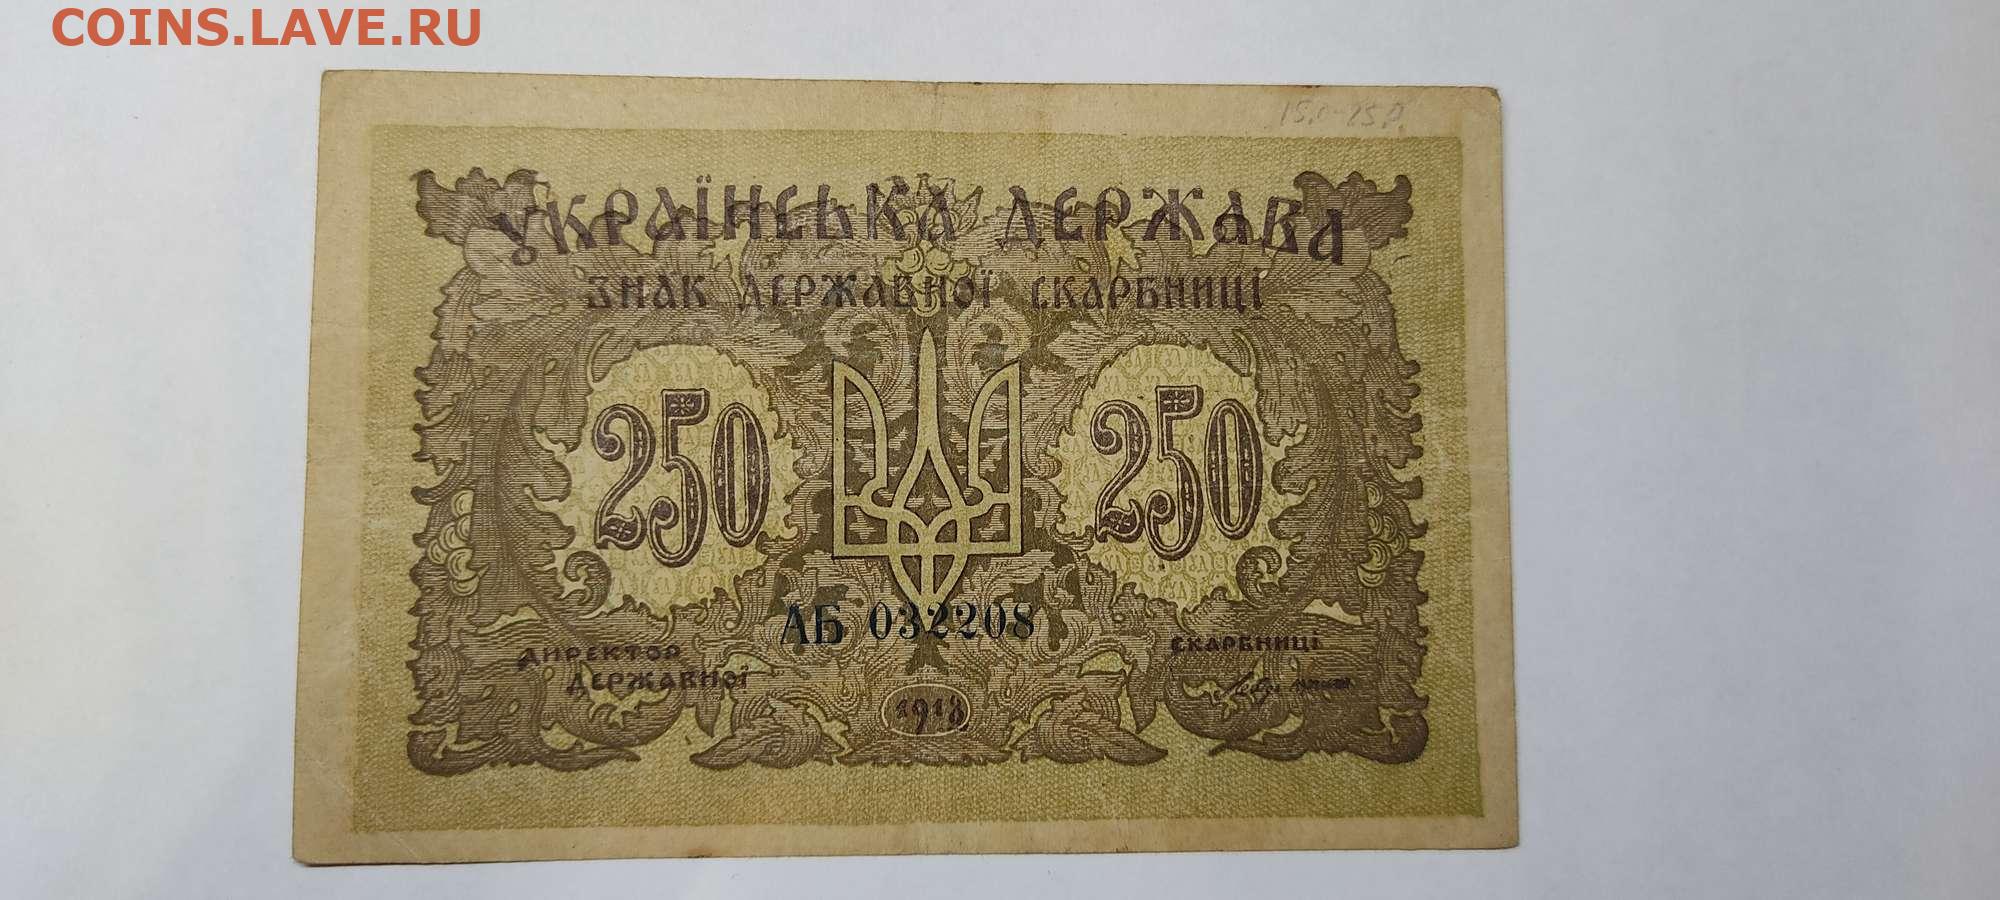 COINS.LAVE.RU
УКРАЇНСЬКА ДЕРЖАВА
ЗНАК ДЕРЖАВНОЇ СКАРБНИЦІ
250 250
АБ 032208
ДИРЕКТОР
ДЕРЖАВНОЇ
СКАРБНИЦІ
1918